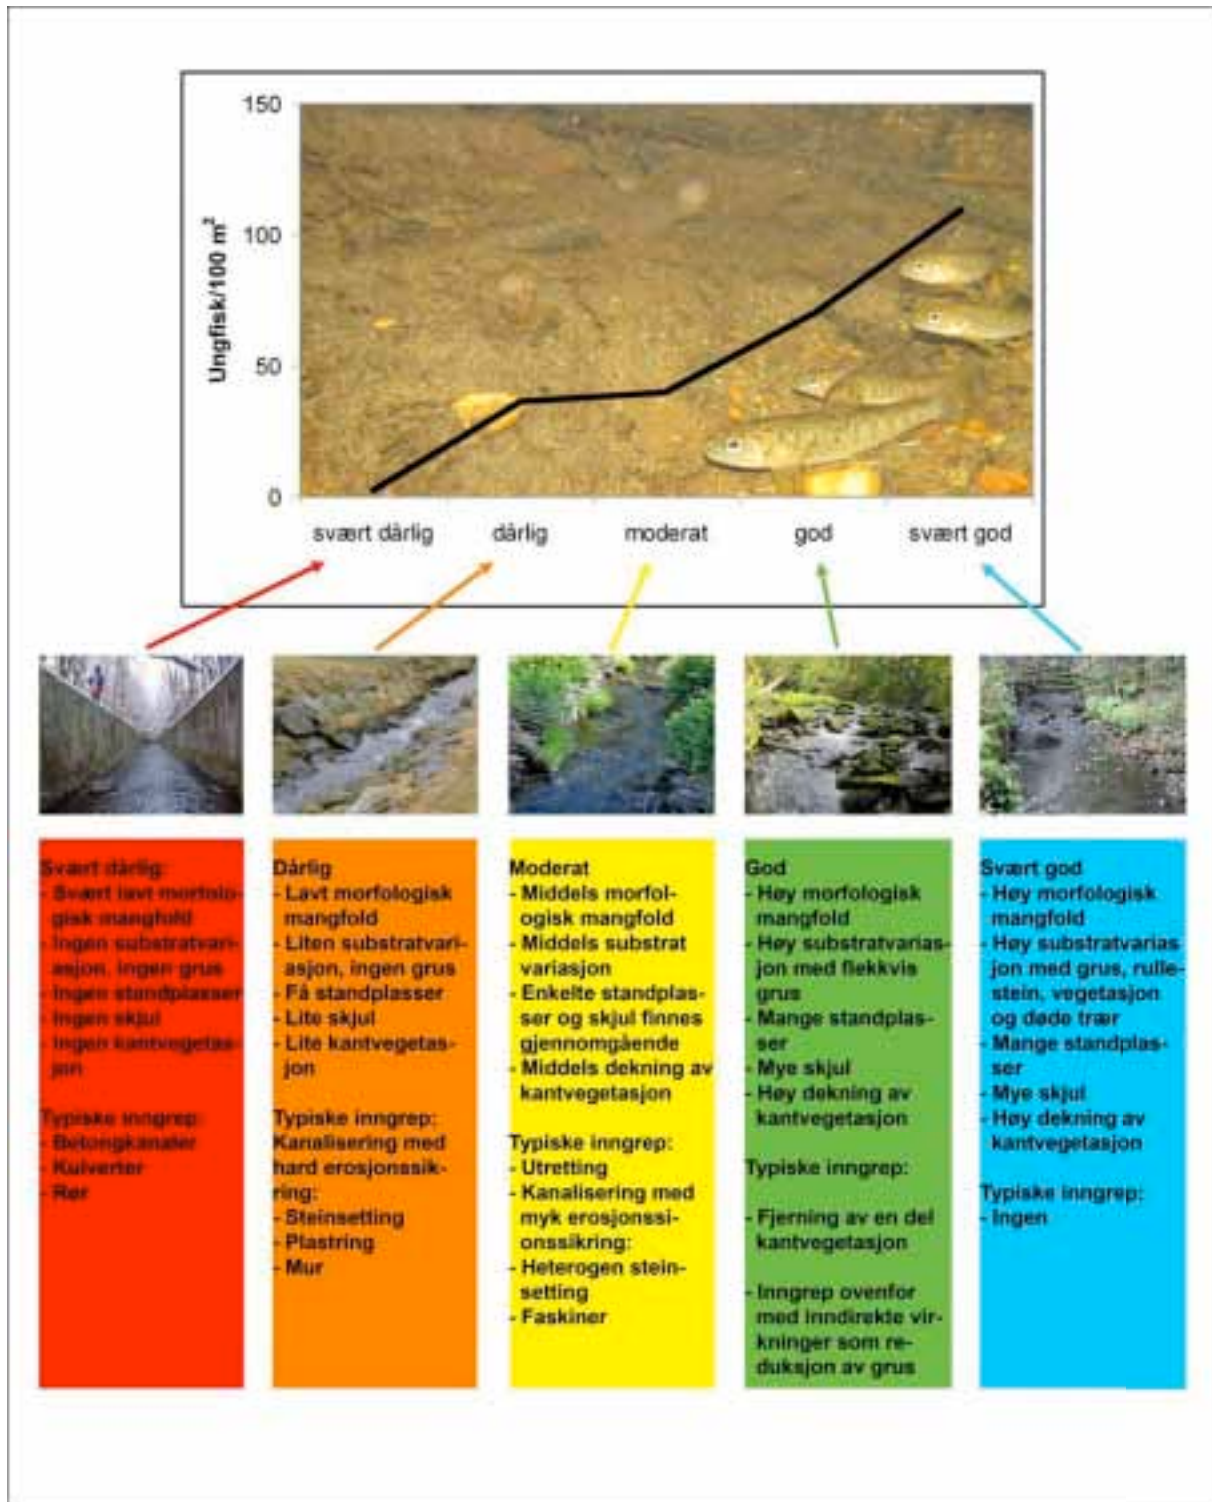 150
100
50
0
Ungfisk/100 m²
svært dårlig
dårlig
moderat
god
svært god
Svært dårlig:
- Svært lavt morfolo-
gisk mangfold
- Ingen substratvari-
asjon, ingen grus
- Ingen standplasser
- Ingen skjul
- Ingen kantvegetas-
jon
Typiske inngrep:
- Betongkanaler
- Kulverter
- Rør
Dårlig
- Lavt morfologisk
mangfold
- Liten substratvari-
asjon, ingen grus
- Få standplasser
- Lite skjul
- Lite kantvegetas-
jon
Typiske inngrep:
Kanalisering med
hard erosjonssik-
ring:
- Steinsetting
- Plastring
- Mur
Moderat
- Middels morfol-
ogisk mangfold
- Middels substrat
variasjon
- Enkelte standplas-
ser og skjul finnes
gjennomgående
- Middels dekning av
kantvegetasjon
Typiske inngrep:
- Utretting
- Kanalisering med
myk erosjonssi-
onssikring:
- Heterogen stein-
setting
- Faskiner
God
- Høy morfologisk
mangfold
- Høy substratvarias-
jon med flekkvis
grus
- Mange standplas-
ser
- Mye skjul
- Høy dekning av
kantvegetasjon
Typiske inngrep:
- Fjerning av en del
kantvegetasjon
- Inngrep ovenfor
med inndirekte vir-
kninger som re-
duksjon av grus
Svært god
- Høy morfologisk
mangfold
- Høy substratvarias
jon med grus, rulle-
stein, vegetasjon
og døde trær
- Mange standplas-
ser
- Mye skjul
- Høy dekning av
kantvegetasjon
Typiske inngrep:
- Ingen